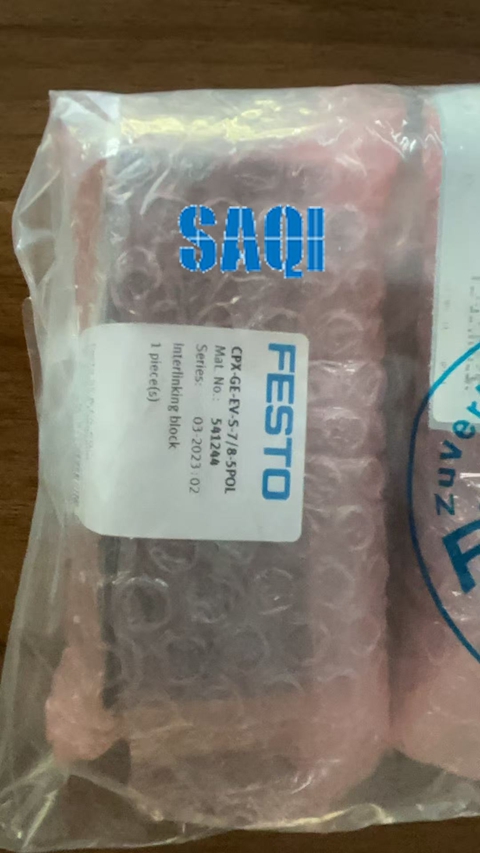 SAQI
FESTO
CPX-GE-EV-S-7/8-5POL
Mat. No.: 541244
Series: 03-2023:02
Interlinking block
1 piece(s)